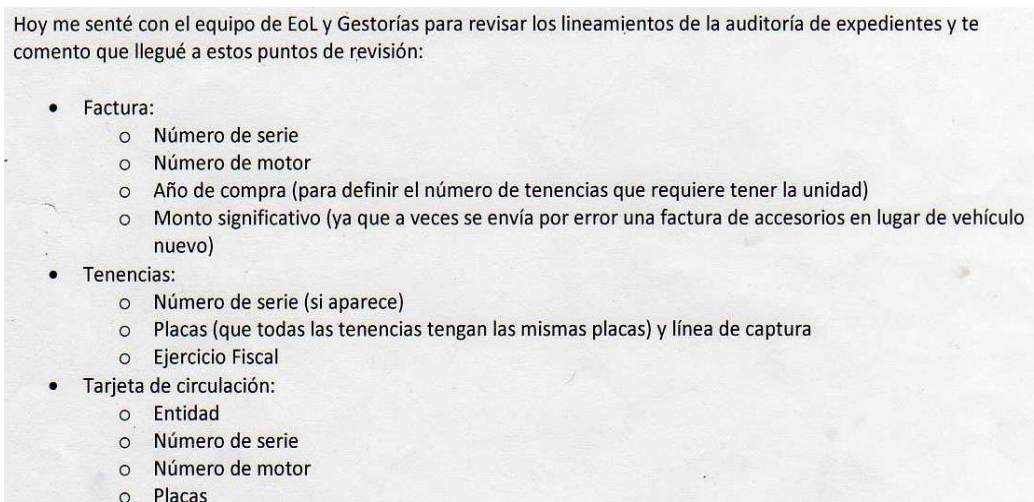 Hoy me senté con el equipo de EoL y Gestorías para revisar los lineamientos de la auditoría de expedientes y te
comento que llegué a estos puntos de revisión:
• Factura:
o Número de serie
o Número de motor
o Año de compra (para definir el número de tenencias que requiere tener la unidad)
o Monto significativo (ya que a veces se envía por error una factura de accesorios en lugar de vehículo
nuevo)
• Tenencias:
o Número de serie (si aparece)
o Placas (que todas las tenencias tengan las mismas placas) y línea de captura
o Ejercicio Fiscal
• Tarjeta de circulación:
o Entidad
o Número de serie
o Número de motor
o Placas